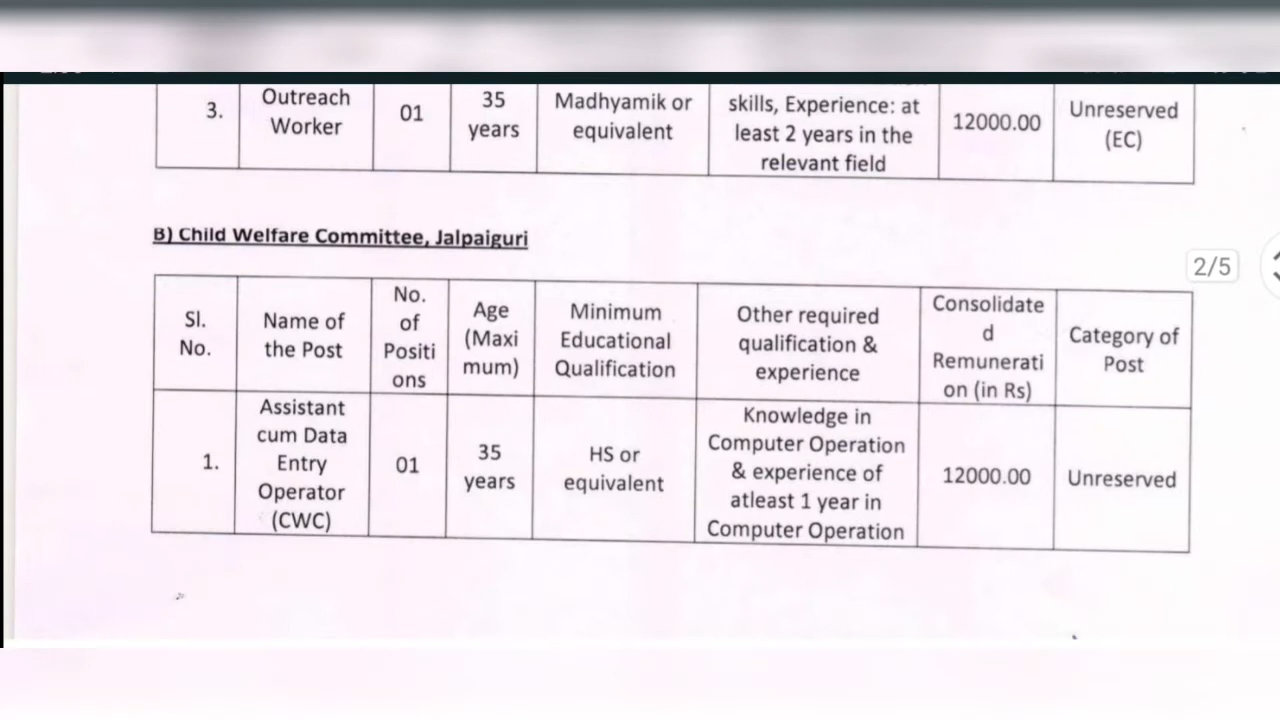 3.
Outreach
Worker
01
35
years
Madhyamik or
equivalent
skills, Experience: at
least 2 years in the
relevant field
12000.00
Unreserved
(EC)
B) Child Welfare Committee, Jalpaiguri
2/5
Sl.
No.
Name of
the Post
No.
of
Positi
ons
Age
(Maxi
mum)
Minimum
Educational
Qualification
Other required
qualification &
experience
Consolidate
d
Remunerati
on (in Rs)
Category of
Post
1.
Assistant
cum Data
Entry
Operator
(CWC)
01
35
years
HS or
equivalent
Knowledge in
Computer Operation
& experience of
atleast 1 year in
Computer Operation
12000.00
Unreserved